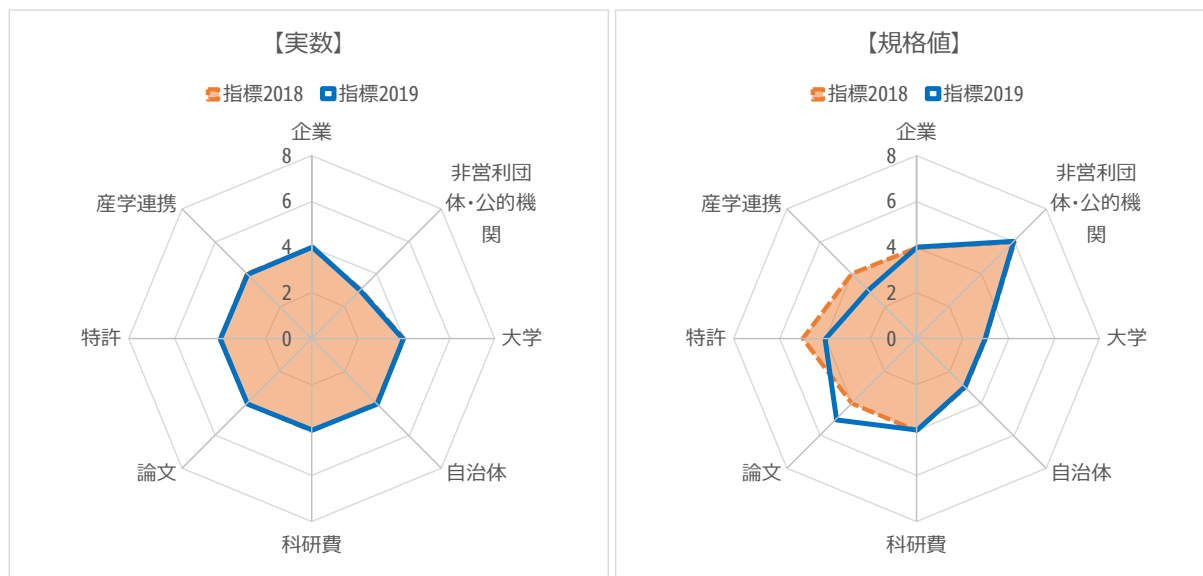 【実数】
指標2018 指標2019
企業
非営利団
体・公的機
関
大学
自治体
科研費
論文
特許
産学連携
8
6
4
2
0
【規格値】
指標2018 指標2019
企業
非営利団
体・公的機
関
大学
自治体
科研費
論文
特許
産学連携
8
6
4
2
0